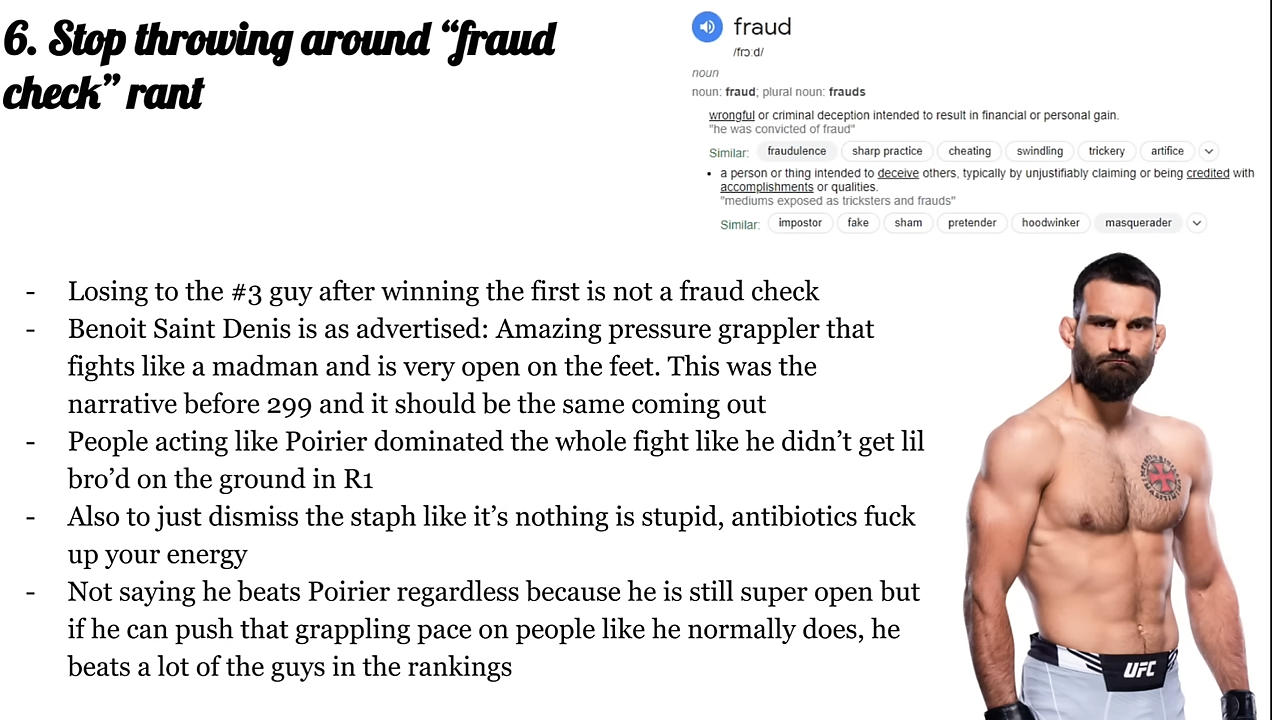 6. Stop throwing around “fraud
check” rant
fraud
/frɔːd/
noun
noun: fraud; plural noun: frauds
wrongful or criminal deception intended to result in financial or personal gain.
"he was convicted of fraud"
Similar: fraudulence sharp practice cheating swindling trickery artifice
• a person or thing intended to deceive others, typically by unjustifiably claiming or being credited with
accomplishments or qualities.
"mediums exposed as tricksters and frauds"
Similar: impostor fake sham pretender hoodwinker masquerader
- Losing to the #3 guy after winning the first is not a fraud check
- Benoit Saint Denis is as advertised: Amazing pressure grappler that
fights like a madman and is very open on the feet. This was the
narrative before 299 and it should be the same coming out
- People acting like Poirier dominated the whole fight like he didn’t get lil
bro’d on the ground in R1
- Also to just dismiss the staph like it’s nothing is stupid, antibiotics fuck
up your energy
- Not saying he beats Poirier regardless because he is still super open but
if he can push that grappling pace on people like he normally does, he
beats a lot of the guys in the rankings
UFC